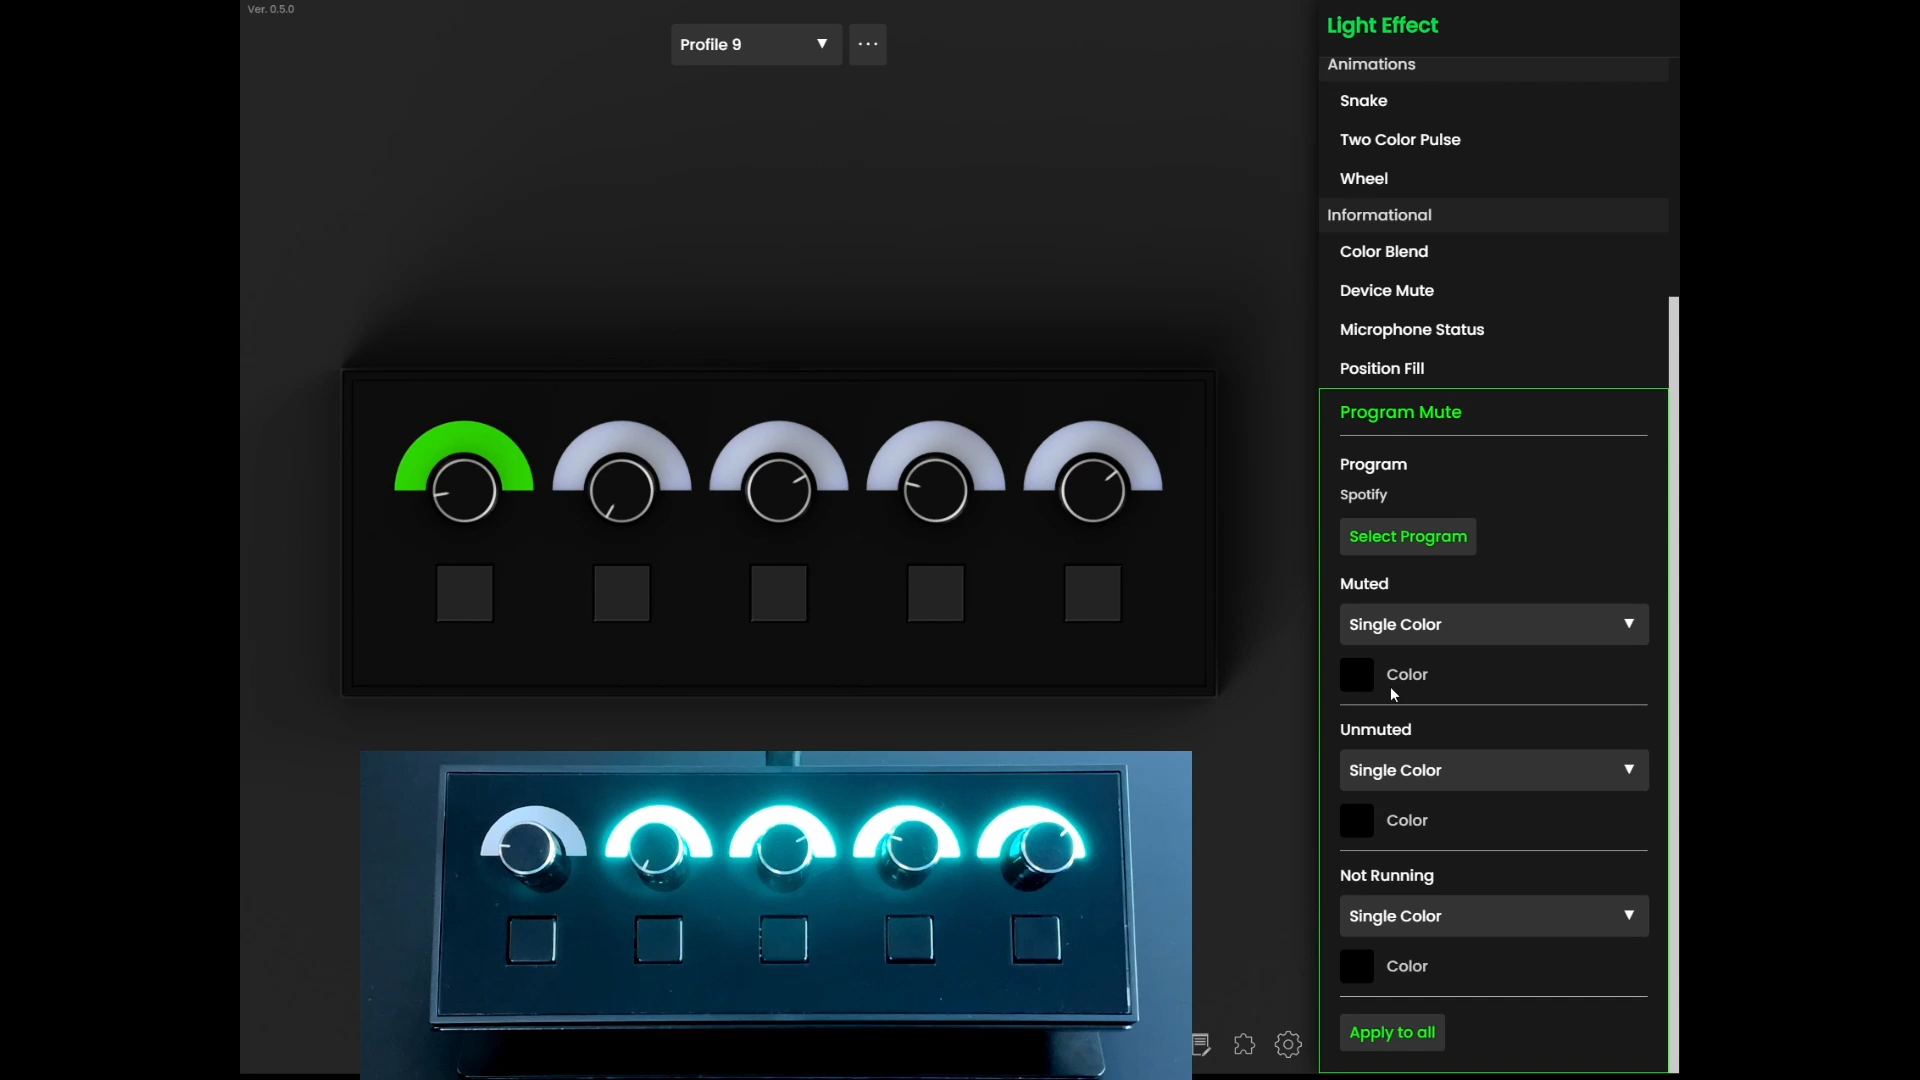 Ver. 0.5.0
Profile 9
Light Effect
Animations
Snake
Two Color Pulse
Wheel
Informational
Color Blend
Device Mute
Microphone Status
Position Fill
Program Mute
Program
Spotify
Select Program
Muted
Single Color
Color
Unmuted
Single Color
Color
Not Running
Single Color
Color
Apply to all